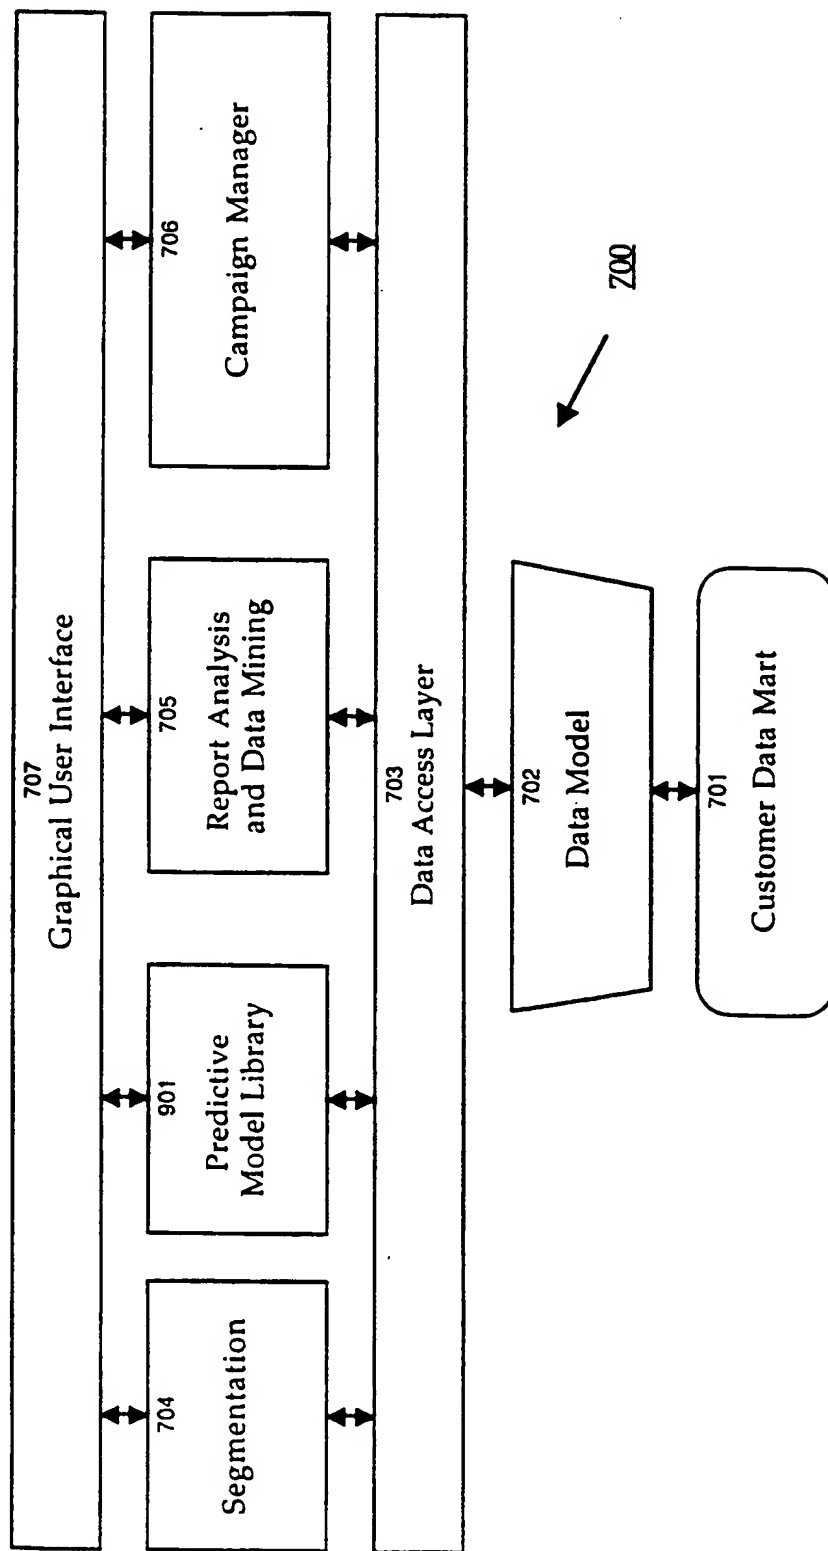 707
Graphical User Interface
704
Segmentation
901
Predictive
Model Library
705
Report Analysis
and Data Mining
706
Campaign Manager
703
Data Access Layer
702
Data Model
701
Customer Data Mart
700